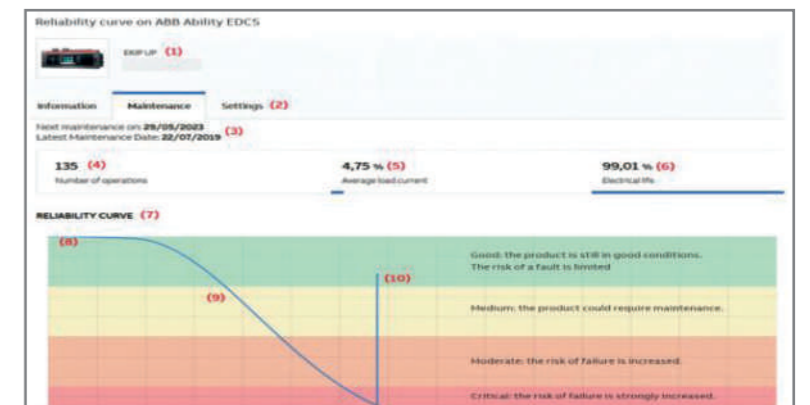 Reliability curve on ABB Ability EDCS
EKIP UP (1)
Information Maintenance Settings (2)
Next maintenance on: 29/05/2023 (3)
Latest Maintenance Date: 22/07/2019
135 (4) 4,75 % (5) 99,01 % (6)
Number of operations Average load current Electrical life
RELIABILITY CURVE (7)
(8)
Good: the product is still in good conditions.
The risk of a fault is limited
(10)
(9)
Medium: the product could require maintenance.
Moderate: the risk of failure is increased.
Critical: the risk of failure is strongly increased.